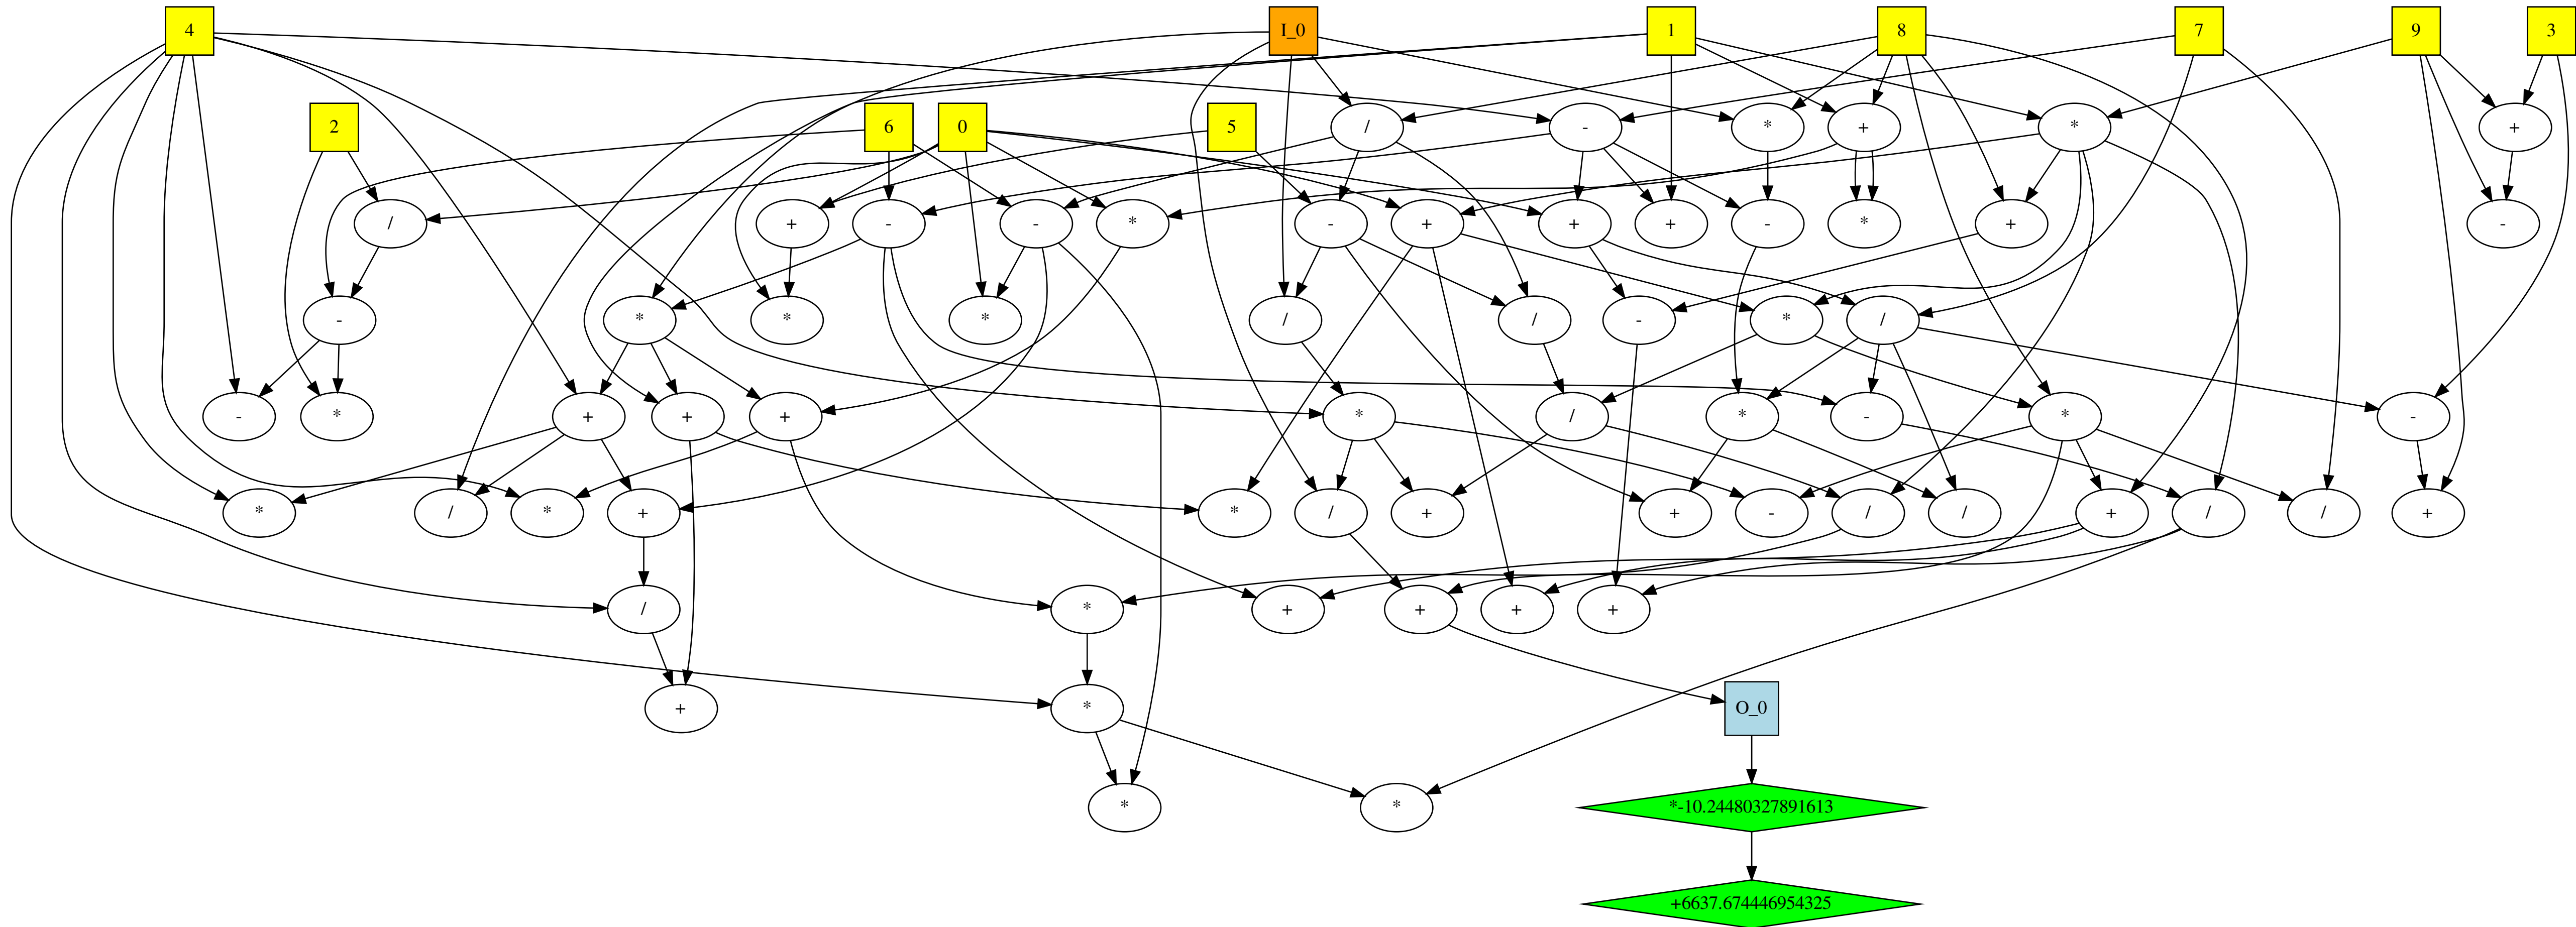 4 I_0 1 8 7 9 3
2 6 0 5 / - * + * +
/ + - - * - + + + - * + -
- * * * / / - * /
- * + + + * / * - * -
* / * + * / + + - / / + / / +
/ * + + + +
+ * O_0
* * *-10.24480327891613
+6637.674446954325